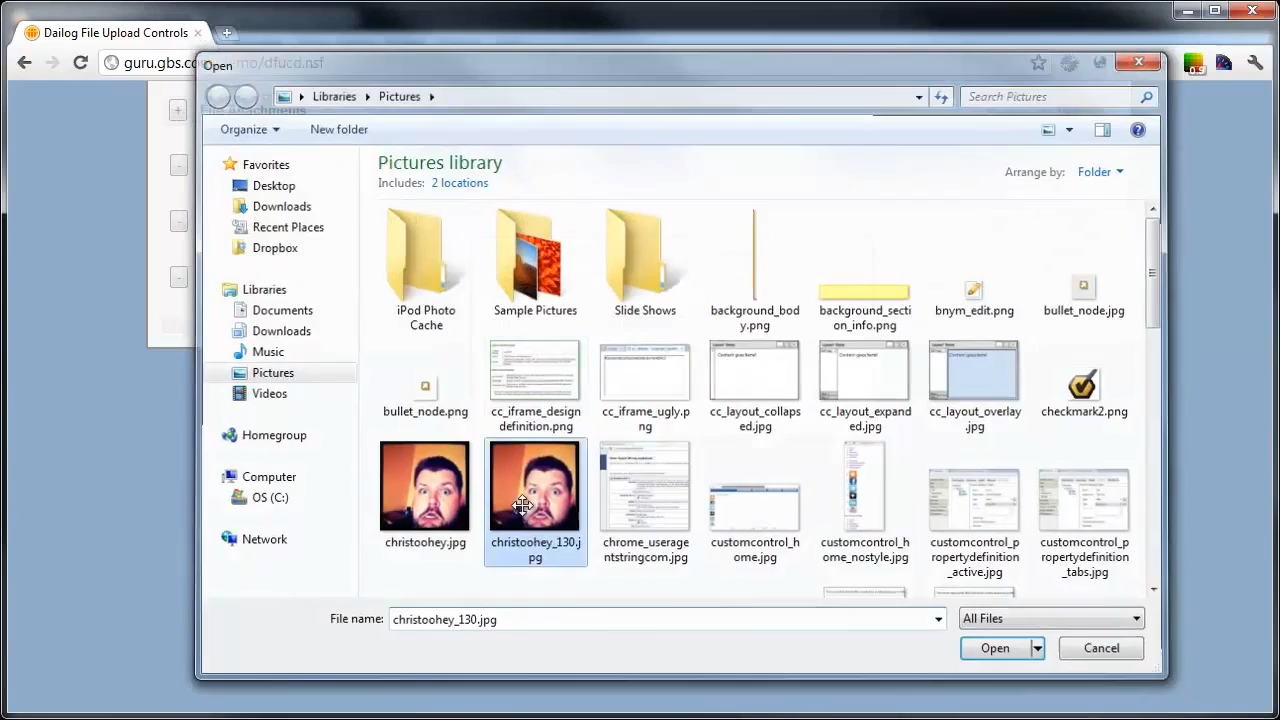 Dailog File Upload Controls
guru.gbs.co
mo/dfucd.nsf
Open
Libraries
Pictures
Search Pictures
Organize
New folder
Favorites
Desktop
Downloads
Recent Places
Dropbox
Libraries
Documents
Downloads
Music
Pictures
Videos
Homegroup
Computer
OS (C:)
Network
Pictures library
Includes: 2 locations
Arrange by: Folder
iPod Photo
Cache
Sample Pictures
Slide Shows
background_bod
y.png
background_secti
on_info.png
bnym_edit.png
bullet_node.jpg
bullet_node.png
cc_iframe_design
definition.png
cc_iframe_ugly.p
ng
cc_layout_collaps
ed.jpg
cc_layout_expand
ed.jpg
cc_layout_overlay
.jpg
checkmark2.png
christoohey.jpg
christoohey_130.j
pg
chrome_userage
ntstringcom.jpg
customcontrol_h
ome.jpg
customcontrol_h
ome_nostyle.jpg
customcontrol_p
ropertydefinition
_active.jpg
customcontrol_p
ropertydefinition
_tabs.jpg
File name: christoohey_130.jpg
All Files
Open
Cancel